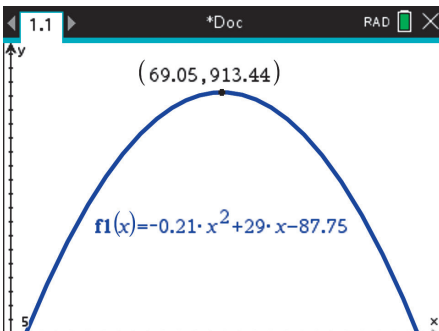 1.1 *Doc RAD
y
(69.05,913.44)
f1(x)=-0.21·x²+29·x-87.75
5 x